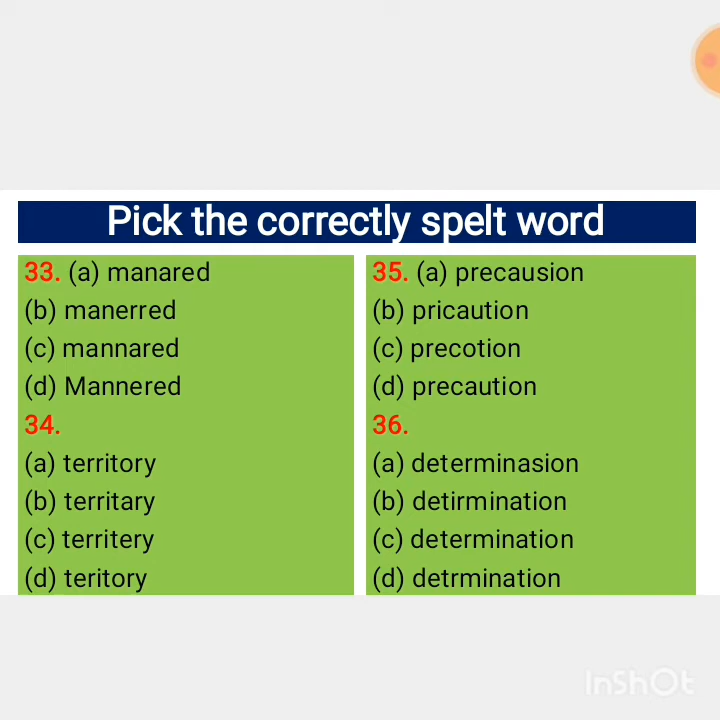 Pick the correctly spelt word
33. (a) manared
(b) manerred
(c) mannared
(d) Mannered
34.
(a) territory
(b) territary
(c) territery
(d) teritory
35. (a) precausion
(b) pricaution
(c) precotion
(d) precaution
36.
(a) determinasion
(b) detirmination
(c) determination
(d) detrmination
InShOt